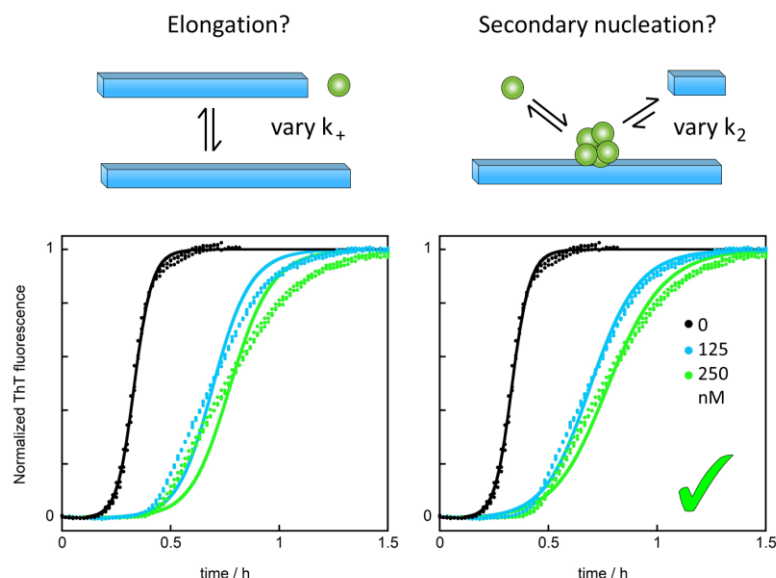 Elongation?
Secondary nucleation?
vary k+
vary k2
Normalized ThT fluorescence
1
0
0
0.5
1
1.5
time / h
1
0
0
0.5
1
1.5
time / h
0
125
250
nM